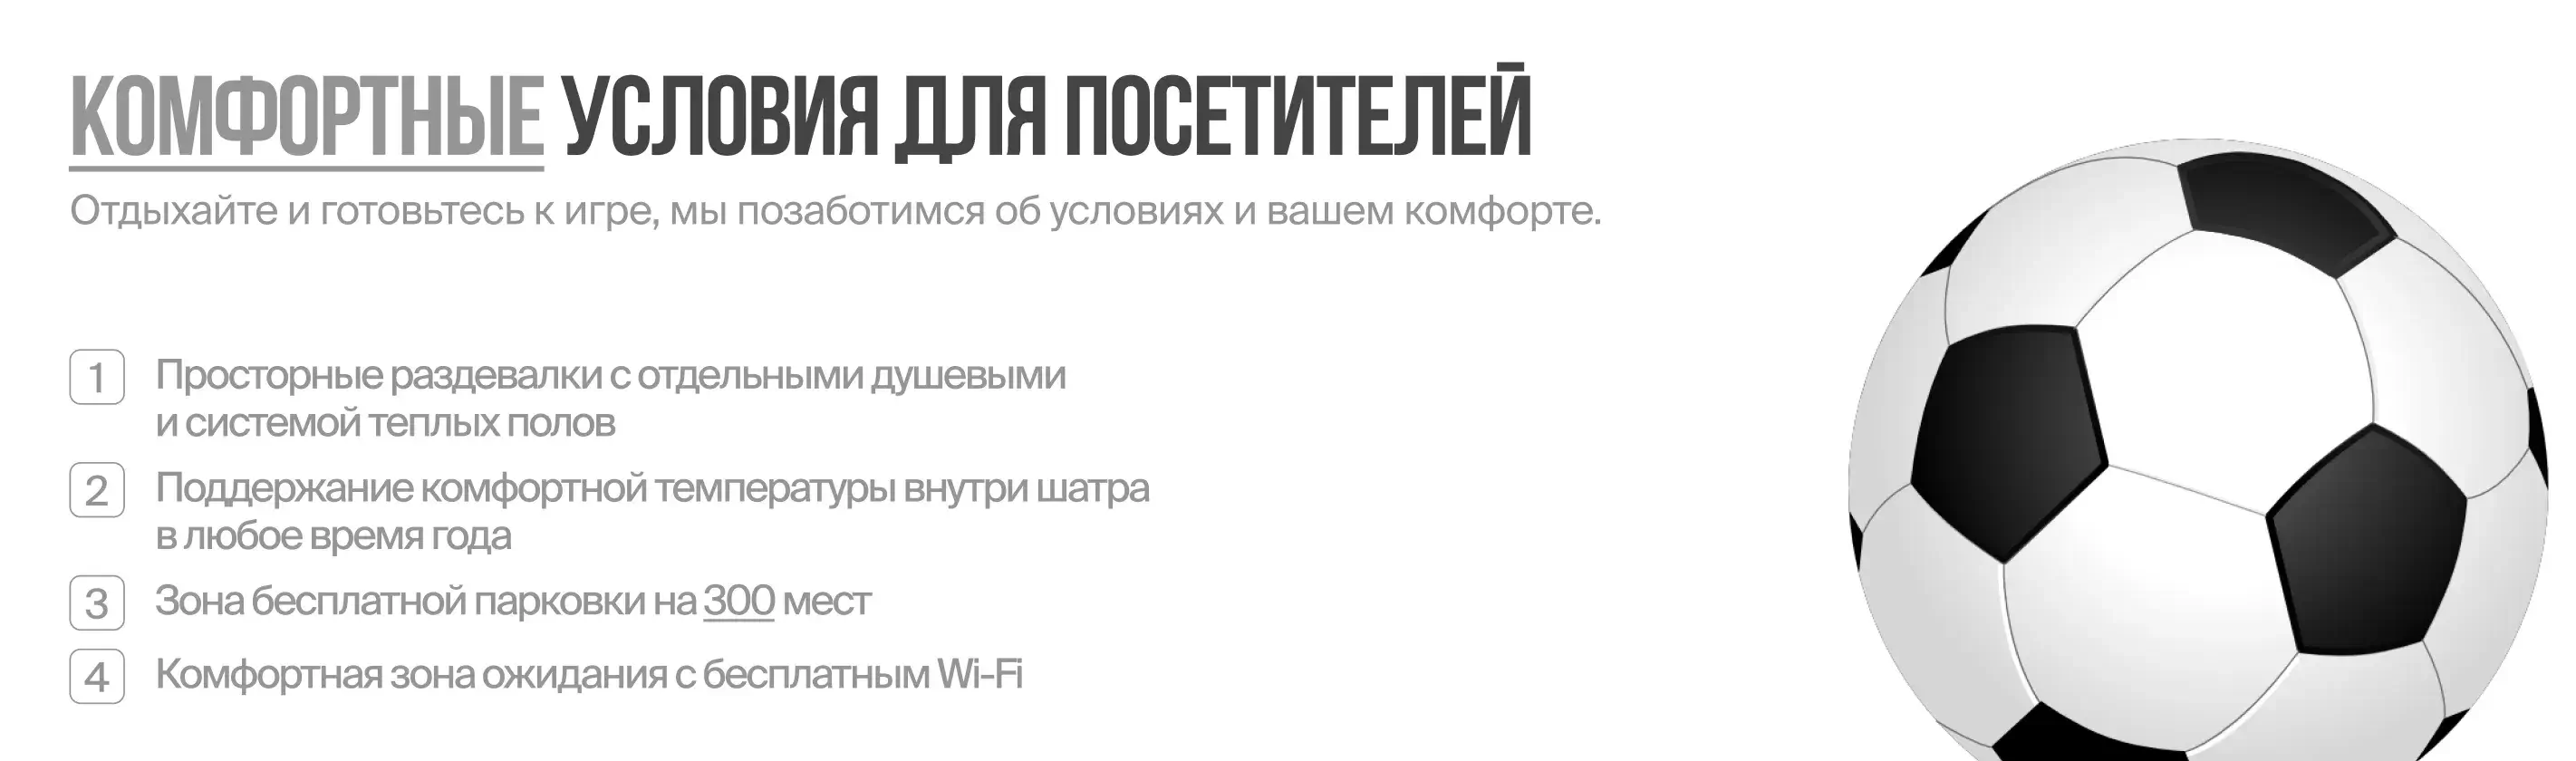 КОМФОРТНЫЕ УСЛОВИЯ ДЛЯ ПОСЕТИТЕЛЕЙ
Отдыхайте и готовьтесь к игре, мы позаботимся об условиях и вашем комфорте.
1 Просторные раздевалки с отдельными душевыми
и системой теплых полов
2 Поддержание комфортной температуры внутри шатра
в любое время года
3 Зона бесплатной парковки на 300 мест
4 Комфортная зона ожидания с бесплатным Wi-Fi